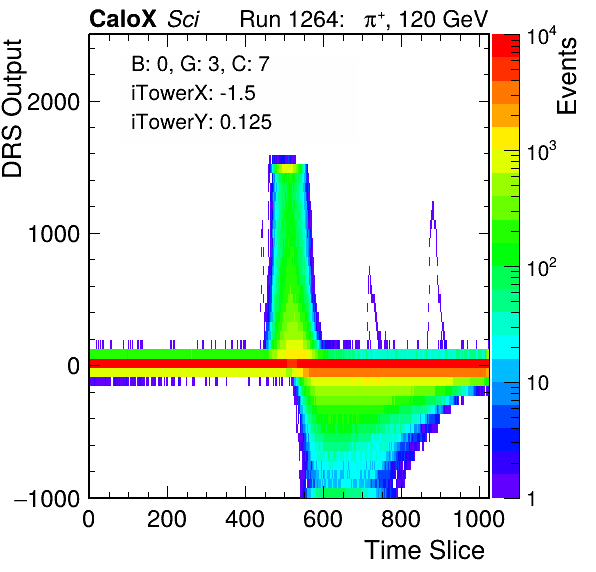 CaloX Sci Run 1264: π⁺, 120 GeV
B: 0, G: 3, C: 7
iTowerX: -1.5
iTowerY: 0.125
DRS Output
2000
1000
0
−1000
0 200 400 600 800 1000
Time Slice
Events
10⁴
10³
10²
10
1